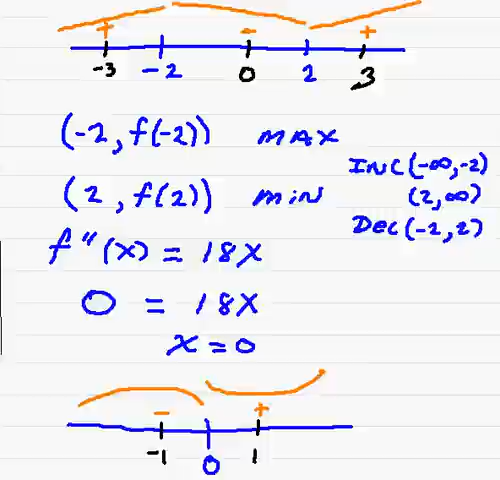 + - +
-3 -2 0 2 3
(-2, f(-2)) MAX
INC (-∞, -2)
(2, f(2)) MIN
(2, ∞)
Dec (-2, 2)
f"(x) = 18x
0 = 18x
x = 0
- +
-1 0 1